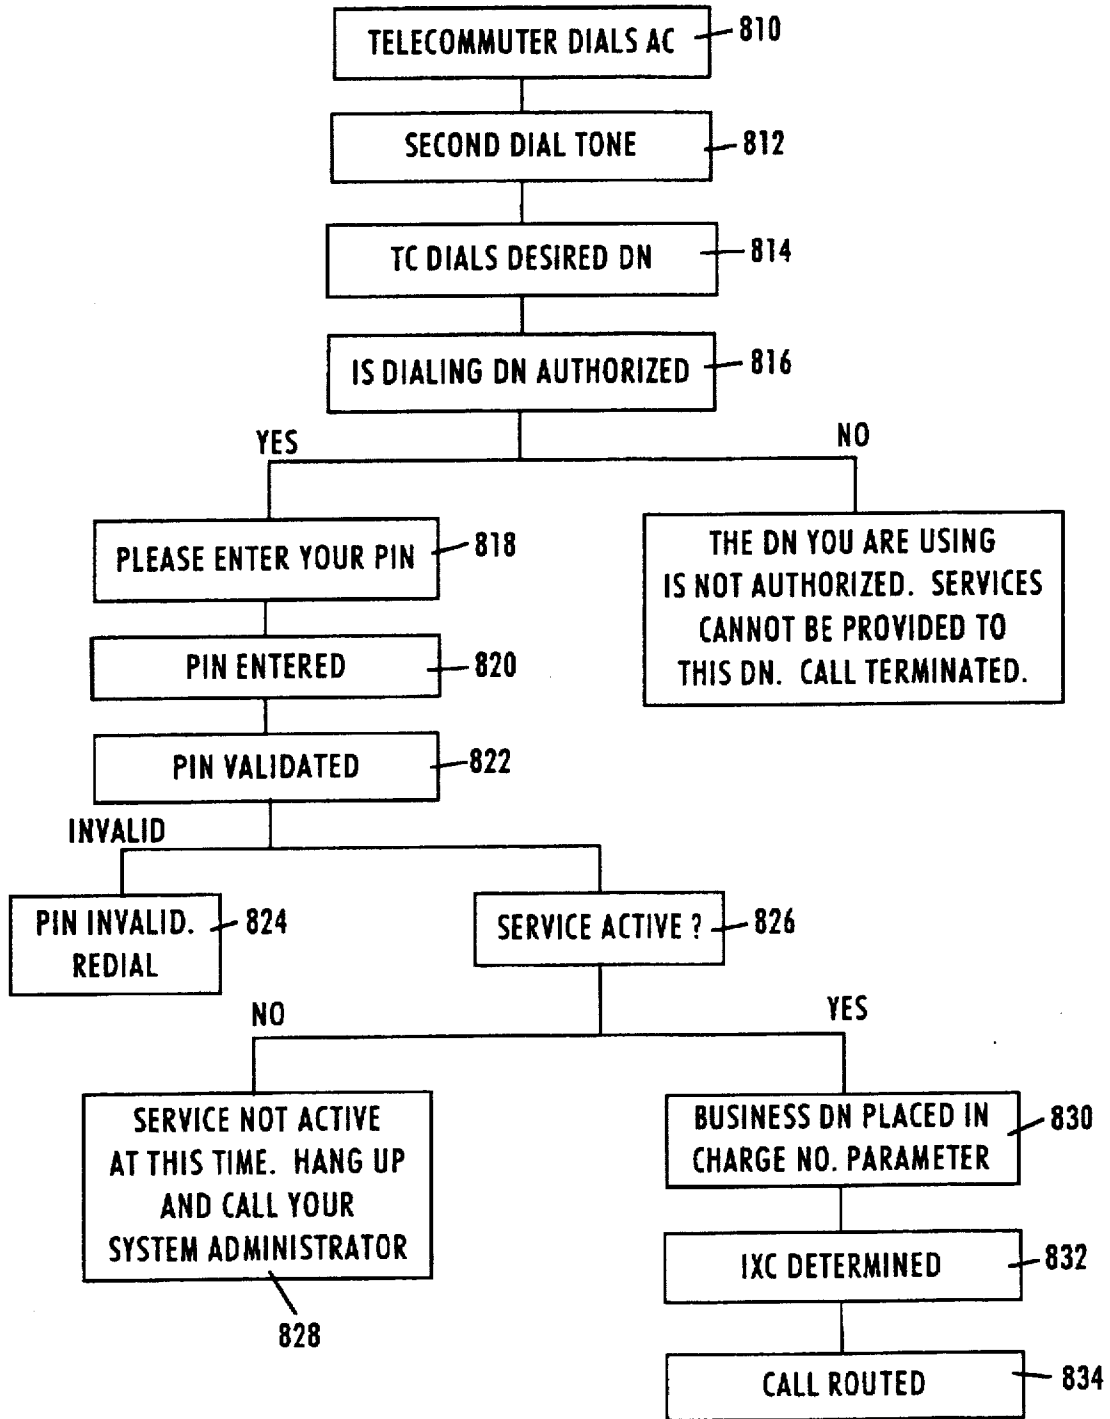 TELECOMMUTER DIALS AC
810
SECOND DIAL TONE
812
TC DIALS DESIRED DN
814
IS DIALING DN AUTHORIZED
816
YES
NO
PLEASE ENTER YOUR PIN
818
THE DN YOU ARE USING
IS NOT AUTHORIZED. SERVICES
CANNOT BE PROVIDED TO
THIS DN. CALL TERMINATED.
PIN ENTERED
820
PIN VALIDATED
822
INVALID
PIN INVALID.
REDIAL
824
SERVICE ACTIVE ?
826
NO
YES
SERVICE NOT ACTIVE
AT THIS TIME. HANG UP
AND CALL YOUR
SYSTEM ADMINISTRATOR
828
BUSINESS DN PLACED IN
CHARGE NO. PARAMETER
830
IXC DETERMINED
832
CALL ROUTED
834